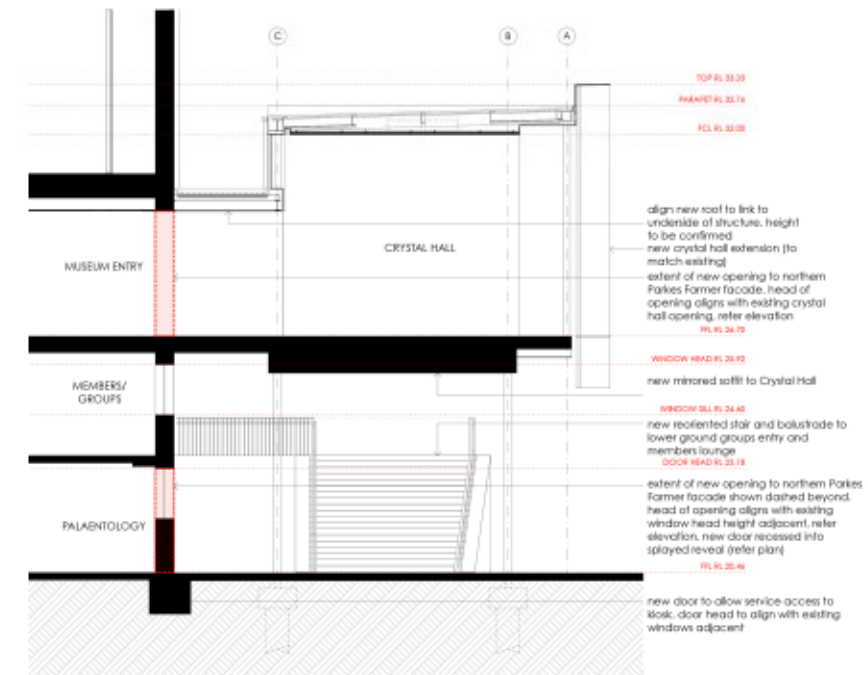 C
B
A
TOP RL 33.33
PARAPET RL 32.76
FCL RL 32.00
align new roof to link to
underside of structure, height
to be confirmed
CRYSTAL HALL
new crystal hall extension (to
match existing)
MUSEUM ENTRY
extent of new opening to northern
Parkes Farmer facade, head of
opening aligns with existing crystal
hall opening, refer elevation
FFL RL 26.70
WINDOW HEAD RL 25.92
MEMBERS/
GROUPS
new mirrored soffit to Crystal Hall
WINDOW SILL RL 24.60
new reoriented stair and balustrade to
lower ground groups entry and
members lounge
DOOR HEAD RL 23.18
extent of new opening to northern Parkes
Farmer facade shown dashed beyond,
head of opening aligns with existing
window head height adjacent, refer
elevation, new door recessed into
splayed reveal (refer plan)
PALAENTOLOGY
FFL RL 20.46
new door to allow service access to
kiosk, door head to align with existing
windows adjacent